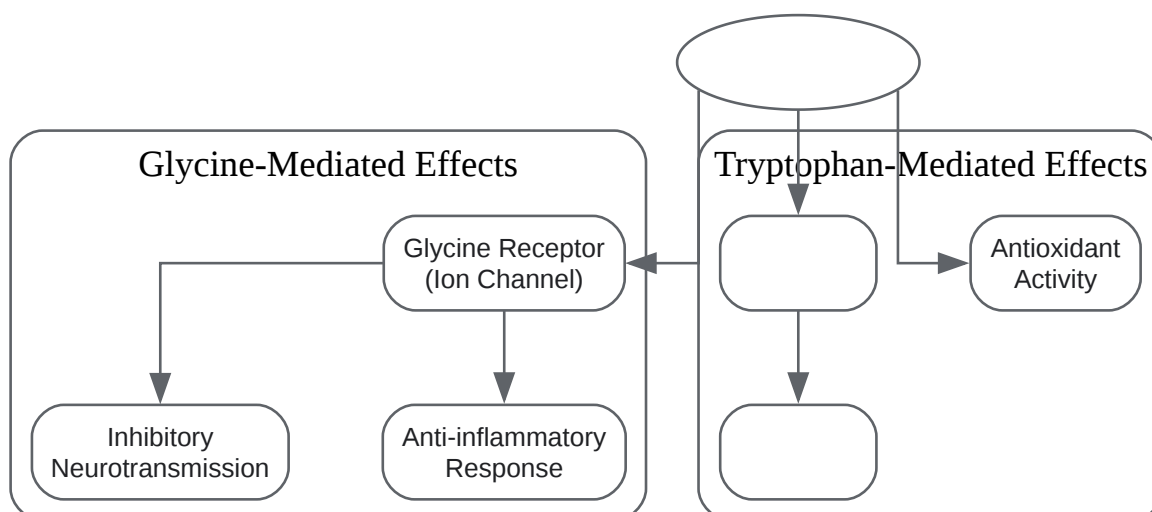 Glycine-Mediated Effects
Tryptophan-Mediated Effects
Glycine Receptor
(Ion Channel)
Antioxidant
Activity
Inhibitory
Neurotransmission
Anti-inflammatory
Response